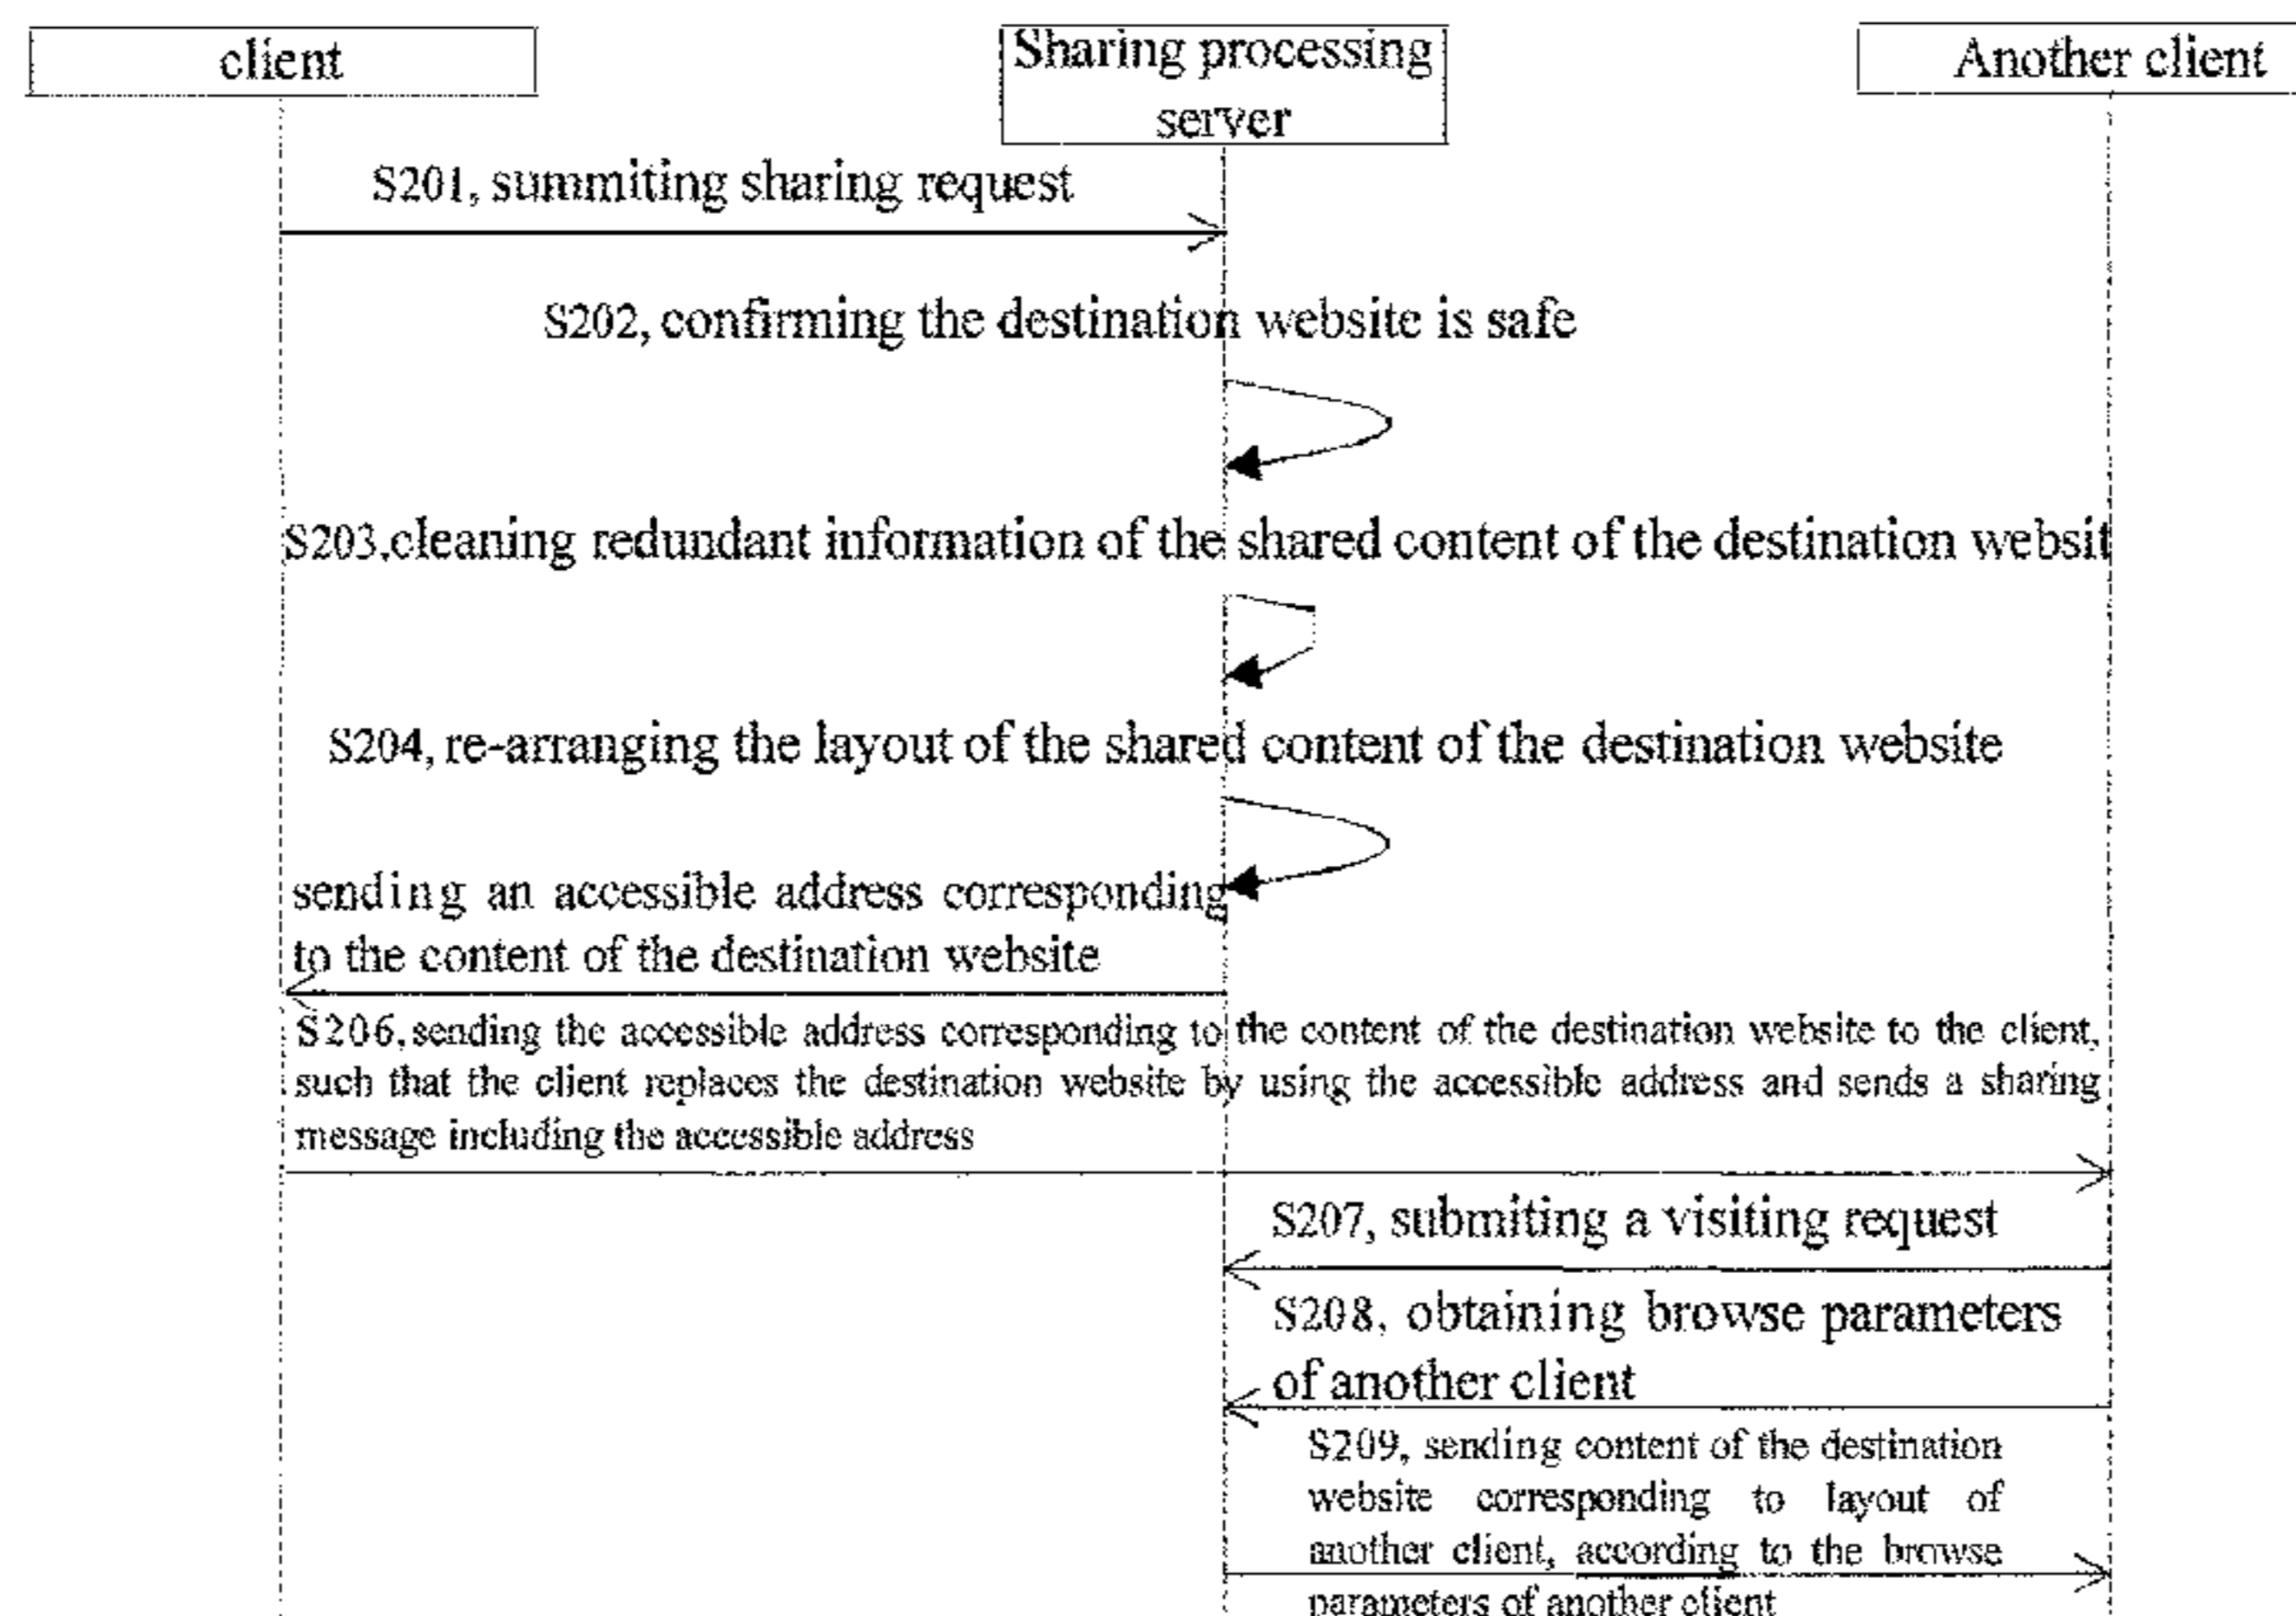 client
Sharing processing
server
Another client
S201, summiting sharing request
S202, confirming the destination website is safe
S203,cleaning redundant information of the shared content of the destination websit
S204, re-arranging the layout of the shared content of the destination website
sending an accessible address corresponding
to the content of the destination website
S206, sending the accessible address corresponding to the content of the destination website to the client,
such that the client replaces the destination website by using the accessible address and sends a sharing
message including the accessible address
S207, submiting a visiting request
S208, obtaining browse parameters
of another client
S209, sending content of the destination
website corresponding to layout of
another client, according to the browse
parameters of another client